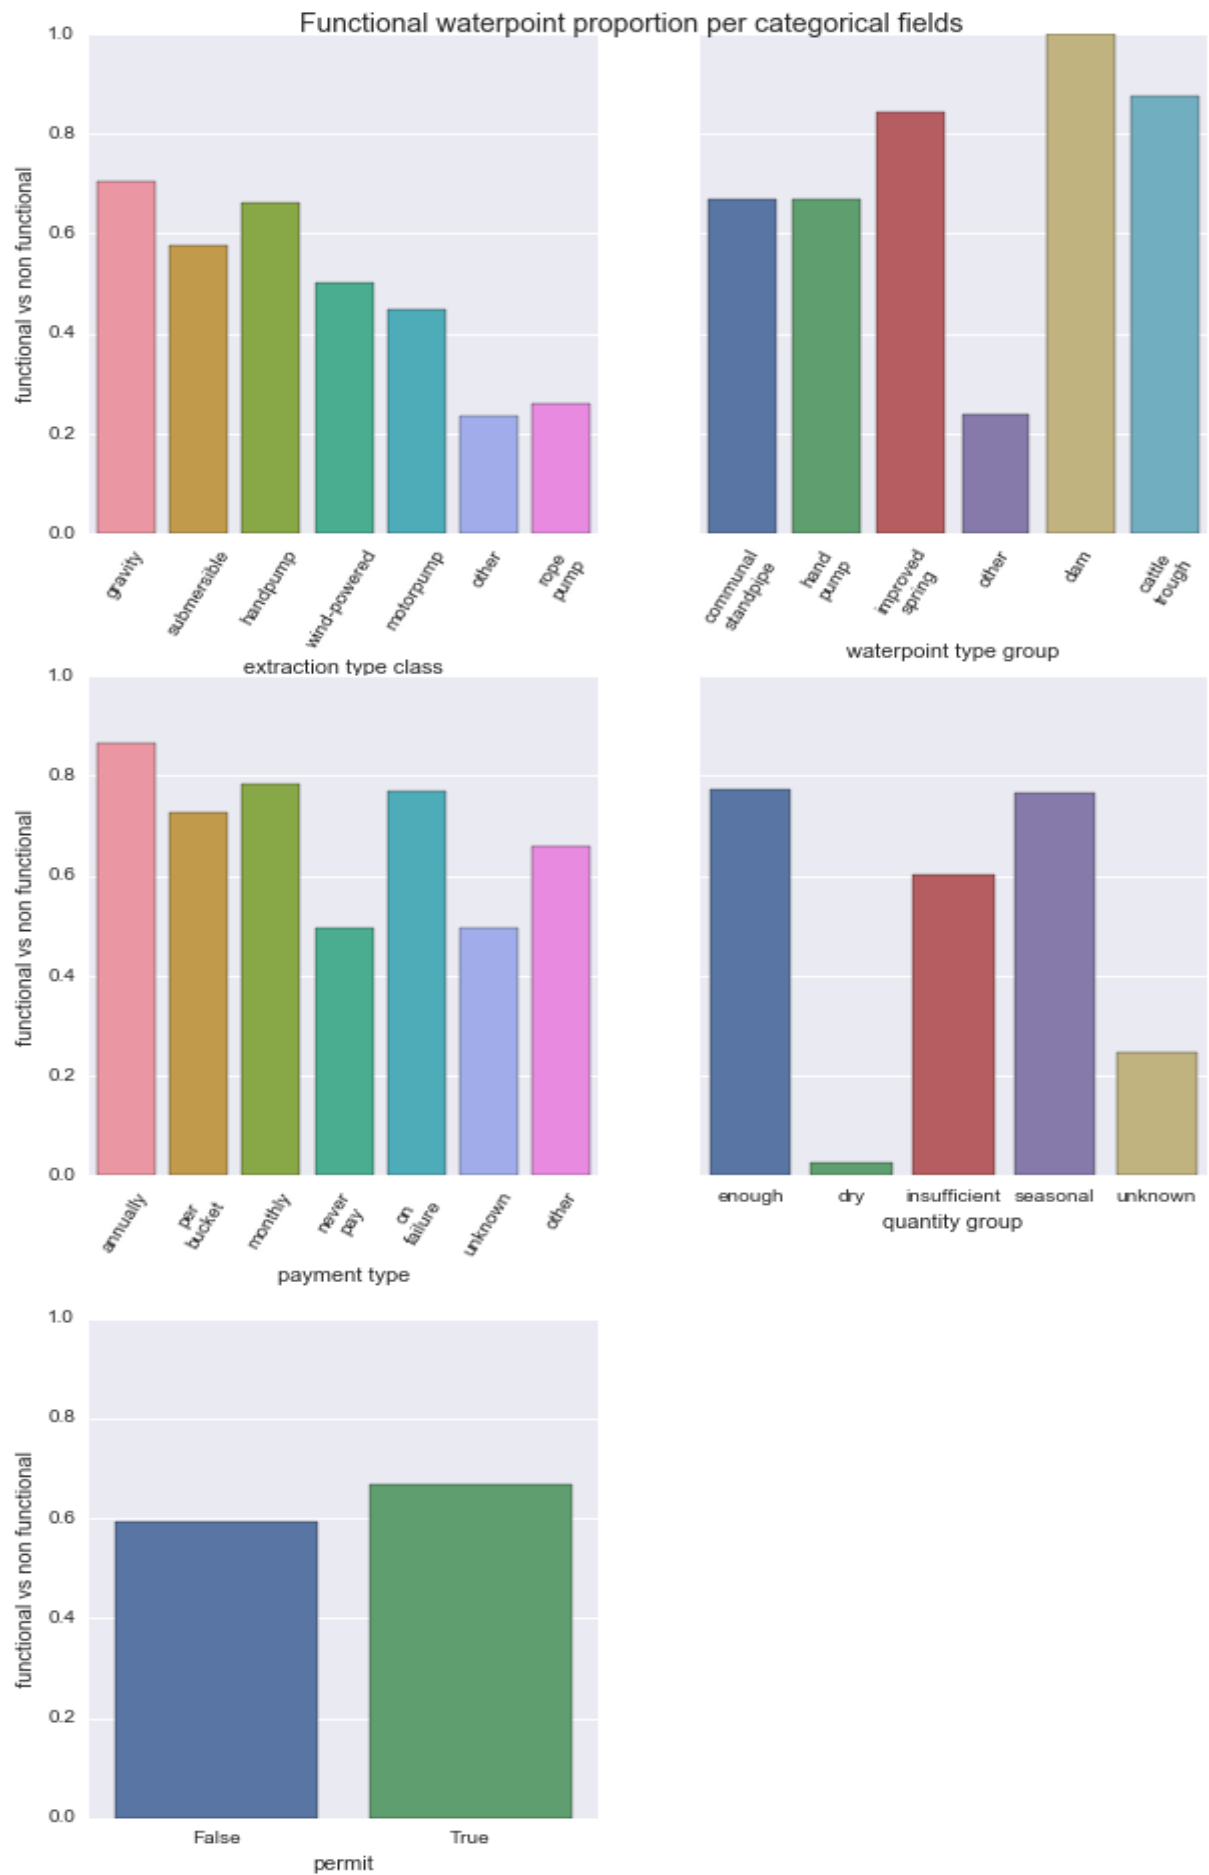 Functional waterpoint proportion per categorical fields
functional vs non functional
1.0
0.8
0.6
0.4
0.2
0.0
gravity
submersible
handpump
wind-powered
motorpump
other
rope
pump
extraction type class
communal
standpipe
hand
pump
improved
spring
other
dam
cattle
trough
waterpoint type group
functional vs non functional
1.0
0.8
0.6
0.4
0.2
0.0
annually
per
bucket
monthly
never
pay
on
failure
unknown
other
payment type
enough dry insufficient seasonal unknown
quantity group
functional vs non functional
1.0
0.8
0.6
0.4
0.2
0.0
False True
permit